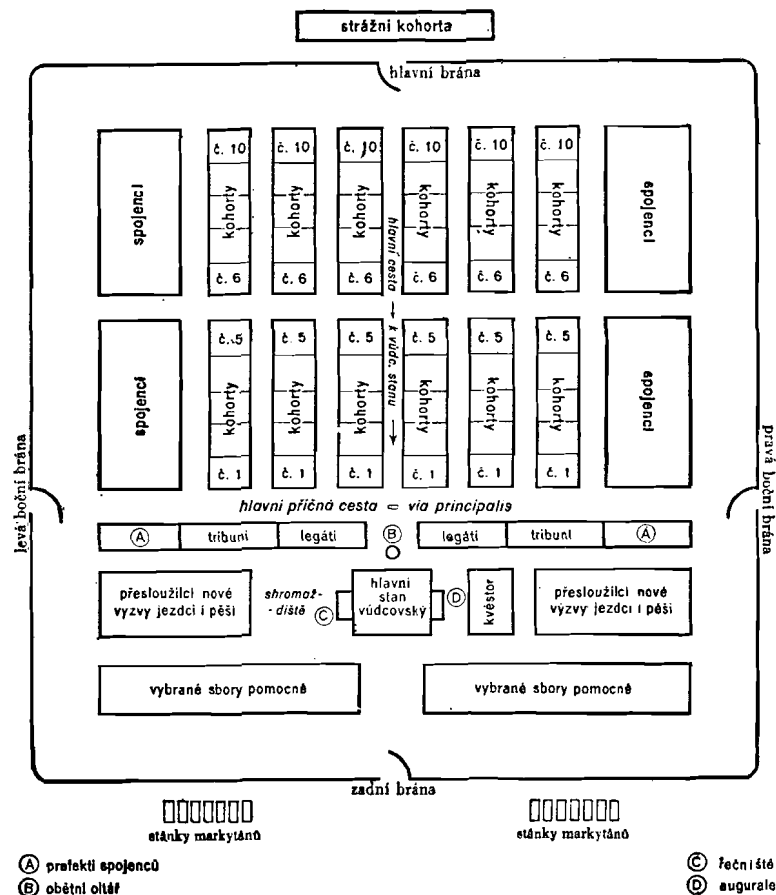 strážní kohorta
hlavní brána
spojenci
č. 10
č. 10
č. 10
č. 10
č. 10
č. 10
spojenci
kohorty
kohorty
kohorty
hlavní cesta
kohorty
kohorty
kohorty
č. 6
č. 6
č. 6
č. 6
č. 6
č. 6
spojenci
č. 5
č. 5
č. 5
k vůdc. stanu
č. 5
č. 5
č. 5
spojenci
kohorty
kohorty
kohorty
kohorty
kohorty
kohorty
č. 1
č. 1
č. 1
č. 1
č. 1
č. 1
levá boční brána
pravá boční brána
hlavní příčná cesta = via principalis
A
tribuni
legáti
B
legáti
tribuni
A
přesloužilci nové
výzvy jezdci i pěší
shromaž-
-diště
C
hlavní
stan
vůdcovský
D
kvéstor
přesloužilci nové
výzvy jezdci i pěší
vybrané sbory pomocné
vybrané sbory pomocné
zadní brána
stánky markytánů
stánky markytánů
A prefekti spojenců
B obětní oltář
C řečniště
D augurale